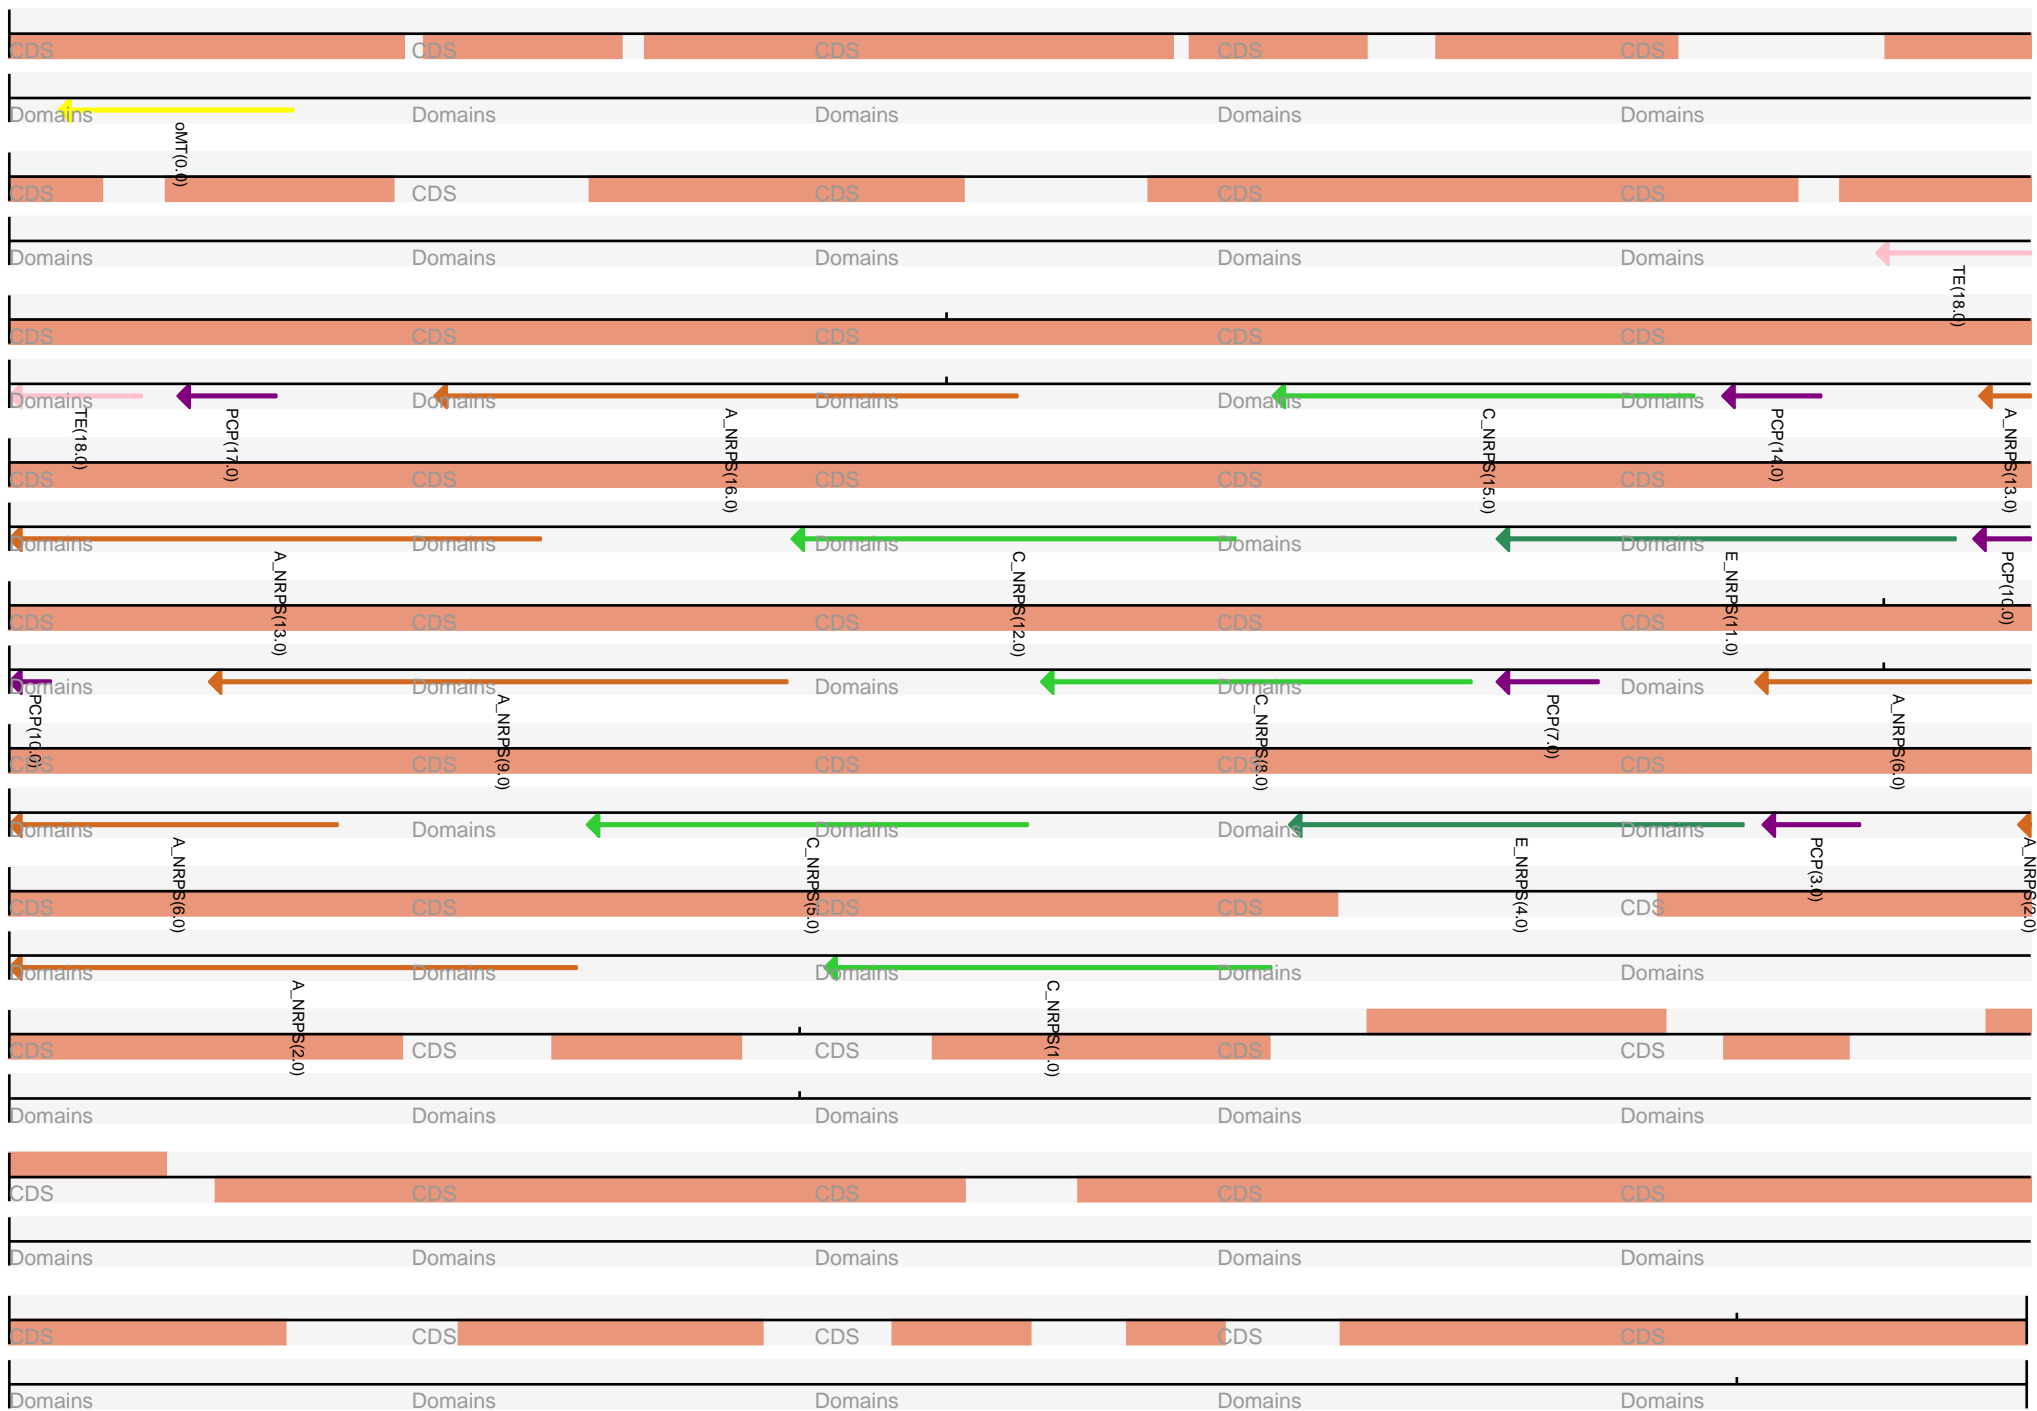 CDS CDS CDS CDS CDS
Domains Domains Domains Domains Domains
oMT(0.0)
CDS CDS CDS CDS CDS
Domains Domains Domains Domains Domains
TE(18.0)
CDS CDS CDS CDS CDS
Domains Domains Domains Domains Domains
TE(18.0) PCP(17.0) A_NRPS(16.0) C_NRPS(15.0) PCP(14.0) A_NRPS(13.0)
CDS CDS CDS CDS CDS
Domains Domains Domains Domains Domains
A_NRPS(13.0) C_NRPS(12.0) E_NRPS(11.0) PCP(10.0)
CDS CDS CDS CDS CDS
Domains Domains Domains Domains Domains
PCP(10.0) A_NRPS(9.0) C_NRPS(8.0) PCP(7.0) A_NRPS(6.0)
CDS CDS CDS CDS CDS
Domains Domains Domains Domains Domains
A_NRPS(6.0) C_NRPS(5.0) E_NRPS(4.0) PCP(3.0) A_NRPS(2.0)
CDS CDS CDS CDS CDS
Domains Domains Domains Domains Domains
A_NRPS(2.0) C_NRPS(1.0)
CDS CDS CDS CDS CDS
Domains Domains Domains Domains Domains
CDS CDS CDS CDS CDS
Domains Domains Domains Domains Domains
CDS CDS CDS CDS CDS
Domains Domains Domains Domains Domains